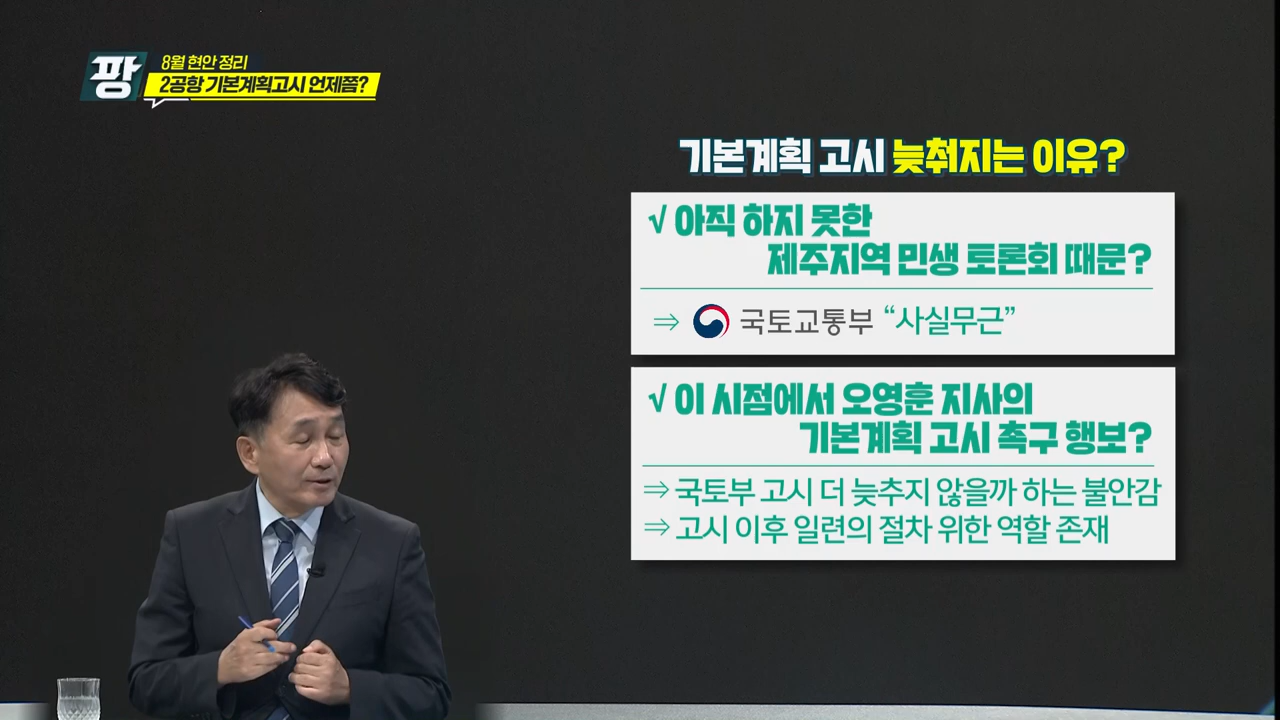 팡
8월 현안 정리
2공항 기본계획고시 언제쯤?
기본계획 고시 늦춰지는 이유?
√ 아직 하지 못한
제주지역 민생 토론회 때문?
⇒ 국토교통부 “사실무근”
√ 이 시점에서 오영훈 지사의
기본계획 고시 촉구 행보?
⇒ 국토부 고시 더 늦추지 않을까 하는 불안감
⇒ 고시 이후 일련의 절차 위한 역할 존재